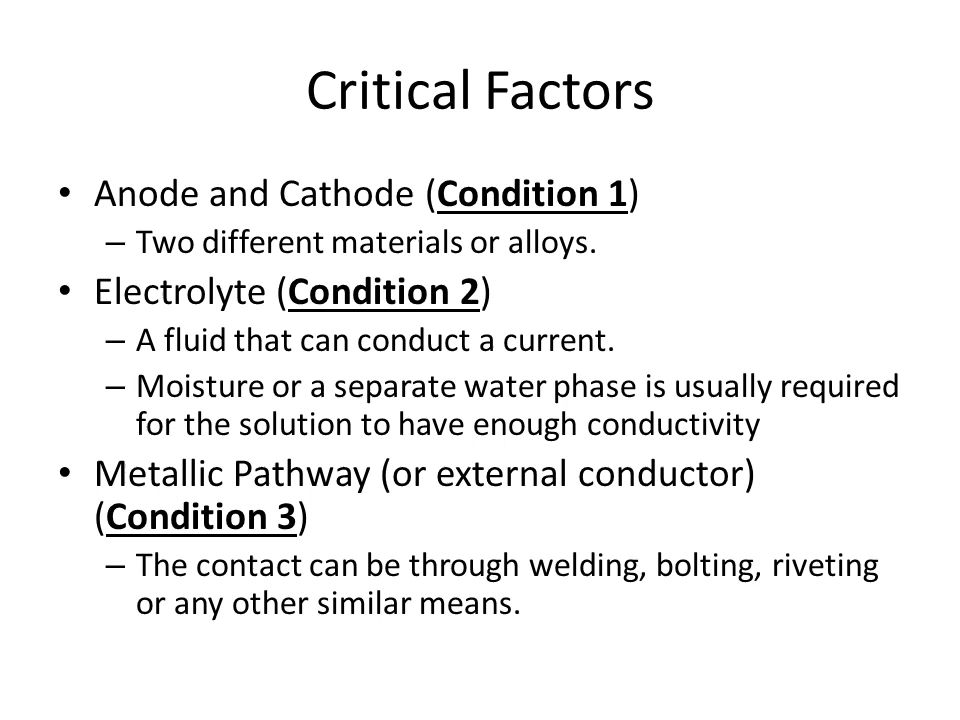 Critical Factors
• Anode and Cathode (Condition 1)
– Two different materials or alloys.
• Electrolyte (Condition 2)
– A fluid that can conduct a current.
– Moisture or a separate water phase is usually required
for the solution to have enough conductivity
• Metallic Pathway (or external conductor)
(Condition 3)
– The contact can be through welding, bolting, riveting
or any other similar means.